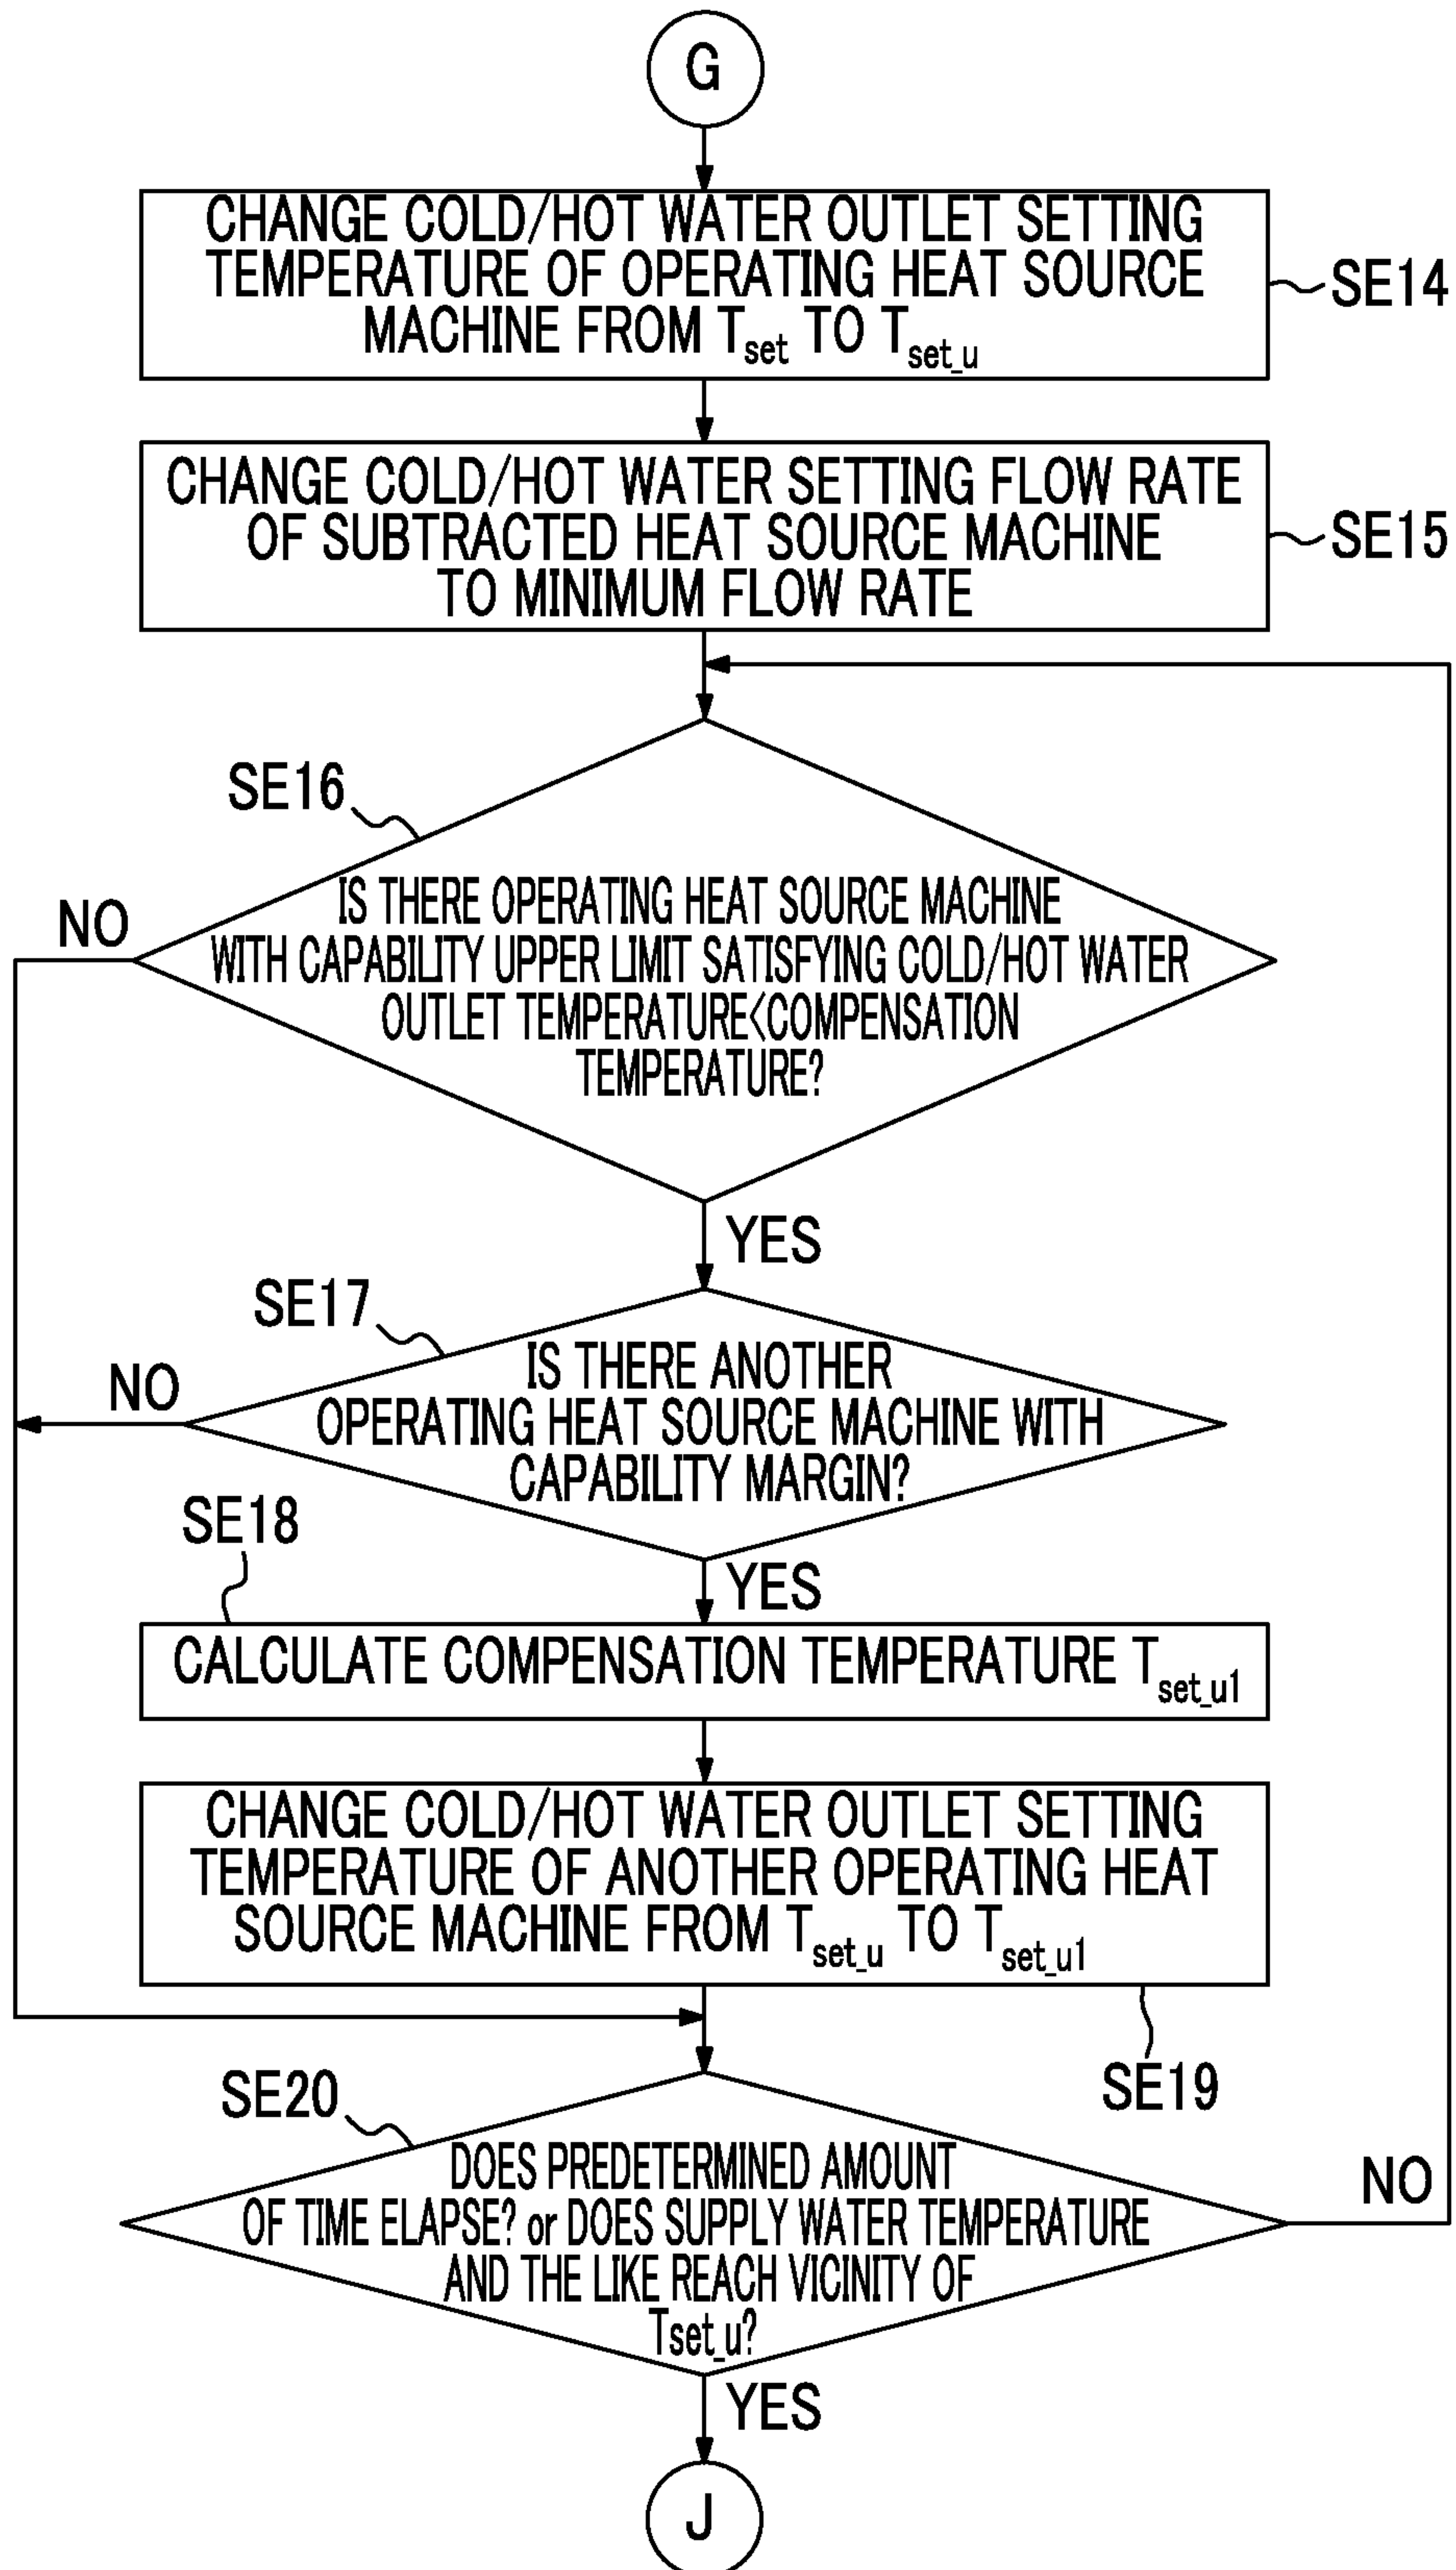 G
CHANGE COLD/HOT WATER OUTLET SETTING
TEMPERATURE OF OPERATING HEAT SOURCE
MACHINE FROM Tset TO Tset_u
SE14
CHANGE COLD/HOT WATER SETTING FLOW RATE
OF SUBTRACTED HEAT SOURCE MACHINE
TO MINIMUM FLOW RATE
SE15
SE16
NO
IS THERE OPERATING HEAT SOURCE MACHINE
WITH CAPABILITY UPPER LIMIT SATISFYING COLD/HOT WATER
OUTLET TEMPERATURE<COMPENSATION
TEMPERATURE?
YES
SE17
NO
IS THERE ANOTHER
OPERATING HEAT SOURCE MACHINE WITH
CAPABILITY MARGIN?
YES
SE18
CALCULATE COMPENSATION TEMPERATURE Tset_u1
CHANGE COLD/HOT WATER OUTLET SETTING
TEMPERATURE OF ANOTHER OPERATING HEAT
SOURCE MACHINE FROM Tset_u TO Tset_u1
SE19
SE20
DOES PREDETERMINED AMOUNT
OF TIME ELAPSE? or DOES SUPPLY WATER TEMPERATURE
AND THE LIKE REACH VICINITY OF
Tset_u?
NO
YES
J